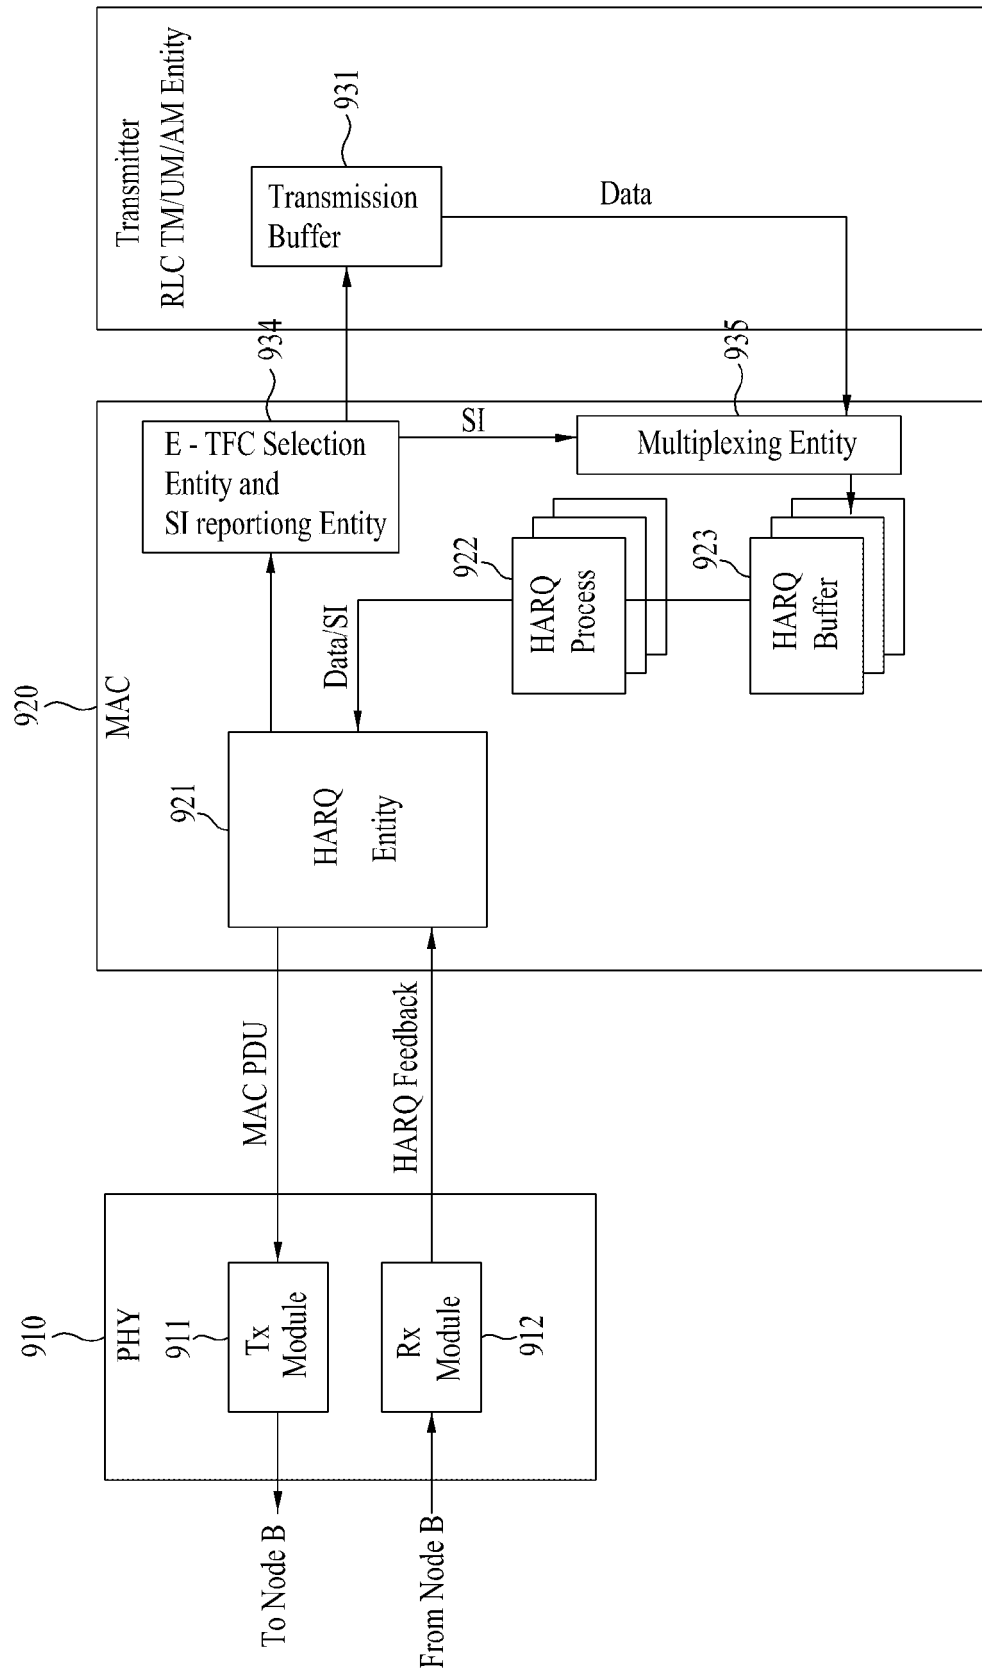 Transmitter
RLC TM/UM/AM Entity
931
Transmission
Buffer
Data
934
935
E - TFC Selection
Entity and
SI reportiong Entity
SI
Multiplexing Entity
922
923
HARQ
Process
HARQ
Buffer
Data/SI
920
MAC
921
HARQ
Entity
MAC PDU
HARQ Feedback
910
PHY
911
Tx
Module
Rx
Module
912
To Node B
From Node B